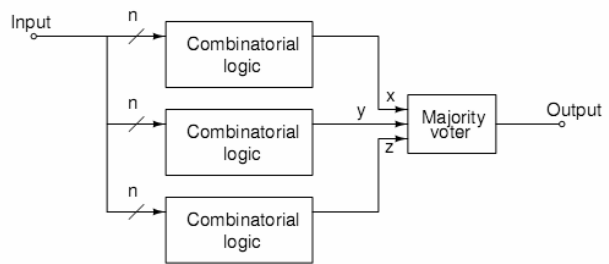 Input
n
Combinatorial
logic
x
n
Combinatorial
logic
y
Majority
voter
Output
z
n
Combinatorial
logic